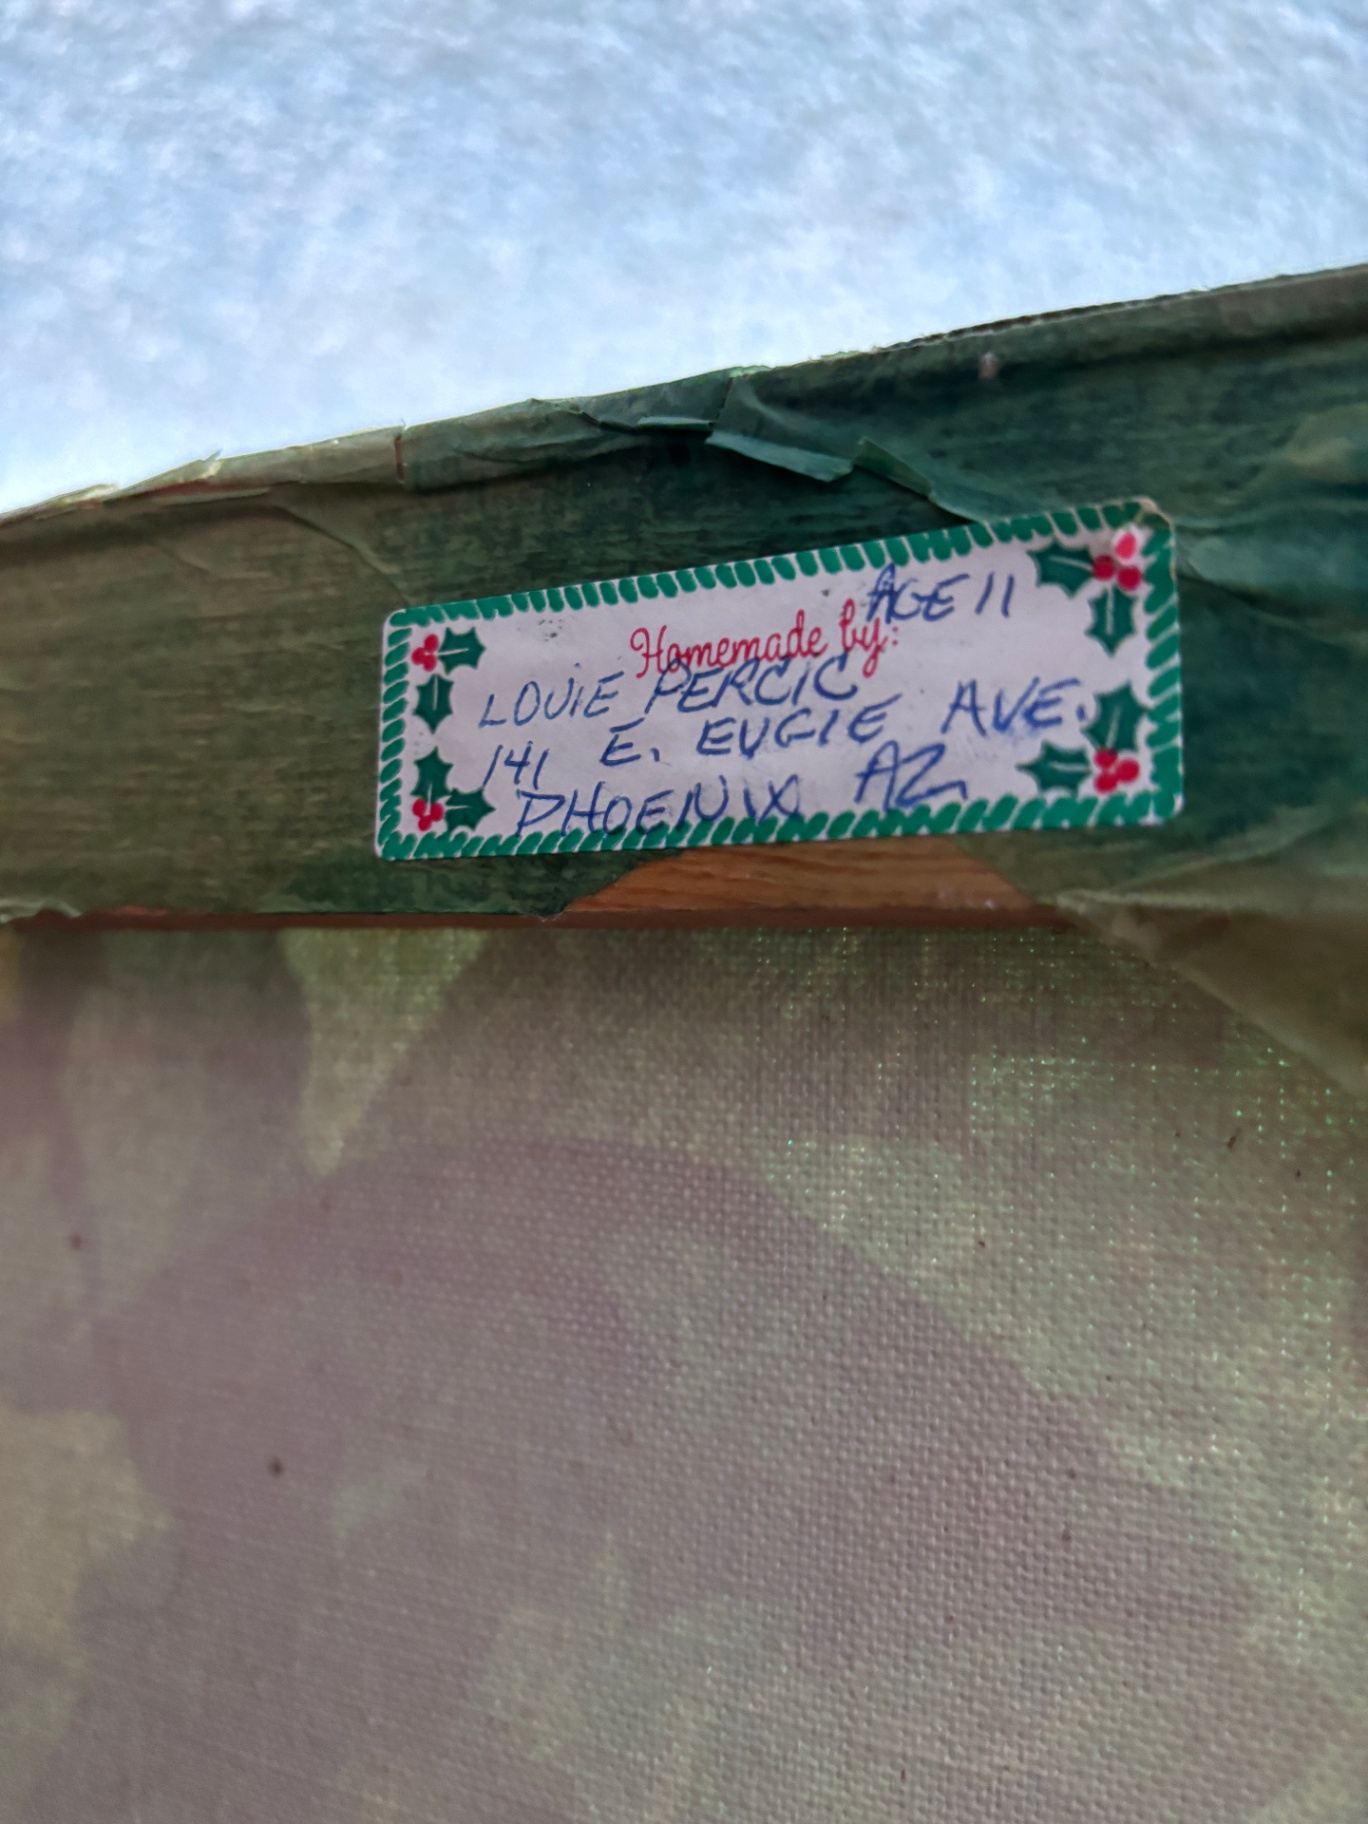 AGE 11
Homemade by:
LOUIE PERCIC
141 E. EUGIE AVE.
PHOENIX AZ